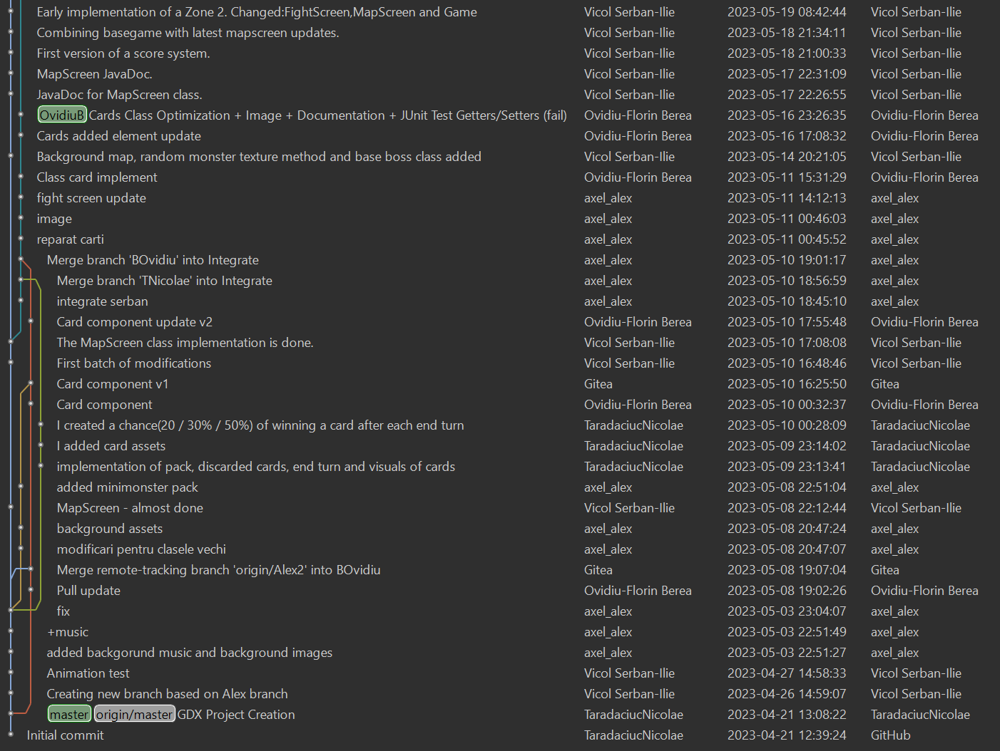 Early implementation of a Zone 2. Changed:FightScreen,MapScreen and Game Vicol Serban-Ilie 2023-05-19 08:42:44 Vicol Serban-Ilie
Combining basegame with latest mapscreen updates. Vicol Serban-Ilie 2023-05-18 21:34:11 Vicol Serban-Ilie
First version of a score system. Vicol Serban-Ilie 2023-05-18 21:00:33 Vicol Serban-Ilie
MapScreen JavaDoc. Vicol Serban-Ilie 2023-05-17 22:31:09 Vicol Serban-Ilie
JavaDoc for MapScreen class. Vicol Serban-Ilie 2023-05-17 22:26:55 Vicol Serban-Ilie
OvidiuB Cards Class Optimization + Image + Documentation + JUnit Test Getters/Setters (fail) Ovidiu-Florin Berea 2023-05-16 23:26:35 Ovidiu-Florin Berea
Cards added element update Ovidiu-Florin Berea 2023-05-16 17:08:32 Ovidiu-Florin Berea
Background map, random monster texture method and base boss class added Vicol Serban-Ilie 2023-05-14 20:21:05 Vicol Serban-Ilie
Class card implement Ovidiu-Florin Berea 2023-05-11 15:31:29 Ovidiu-Florin Berea
fight screen update axel_alex 2023-05-11 14:12:13 axel_alex
image axel_alex 2023-05-11 00:46:03 axel_alex
reparat carti axel_alex 2023-05-11 00:45:52 axel_alex
Merge branch 'BOvidiu' into Integrate axel_alex 2023-05-10 19:01:17 axel_alex
Merge branch 'TNicolae' into Integrate axel_alex 2023-05-10 18:56:59 axel_alex
integrate serban axel_alex 2023-05-10 18:45:10 axel_alex
Card component update v2 Ovidiu-Florin Berea 2023-05-10 17:55:48 Ovidiu-Florin Berea
The MapScreen class implementation is done. Vicol Serban-Ilie 2023-05-10 17:08:08 Vicol Serban-Ilie
First batch of modifications Vicol Serban-Ilie 2023-05-10 16:48:46 Vicol Serban-Ilie
Card component v1 Gitea 2023-05-10 16:25:50 Gitea
Card component Ovidiu-Florin Berea 2023-05-10 00:32:37 Ovidiu-Florin Berea
I created a chance(20 / 30% / 50%) of winning a card after each end turn TaradaciucNicolae 2023-05-10 00:28:09 TaradaciucNicolae
I added card assets TaradaciucNicolae 2023-05-09 23:14:02 TaradaciucNicolae
implementation of pack, discarded cards, end turn and visuals of cards TaradaciucNicolae 2023-05-09 23:13:41 TaradaciucNicolae
added minimonster pack axel_alex 2023-05-08 22:51:04 axel_alex
MapScreen - almost done Vicol Serban-Ilie 2023-05-08 22:12:44 Vicol Serban-Ilie
background assets axel_alex 2023-05-08 20:47:24 axel_alex
modificari pentru clasele vechi axel_alex 2023-05-08 20:47:07 axel_alex
Merge remote-tracking branch 'origin/Alex2' into BOvidiu Gitea 2023-05-08 19:07:04 Gitea
Pull update Ovidiu-Florin Berea 2023-05-08 19:02:26 Ovidiu-Florin Berea
fix axel_alex 2023-05-03 23:04:07 axel_alex
+music axel_alex 2023-05-03 22:51:49 axel_alex
added backgorund music and background images axel_alex 2023-05-03 22:51:27 axel_alex
Animation test Vicol Serban-Ilie 2023-04-27 14:58:33 Vicol Serban-Ilie
Creating new branch based on Alex branch Vicol Serban-Ilie 2023-04-26 14:59:07 Vicol Serban-Ilie
master origin/master GDX Project Creation TaradaciucNicolae 2023-04-21 13:08:22 TaradaciucNicolae
Initial commit TaradaciucNicolae 2023-04-21 12:39:24 GitHub